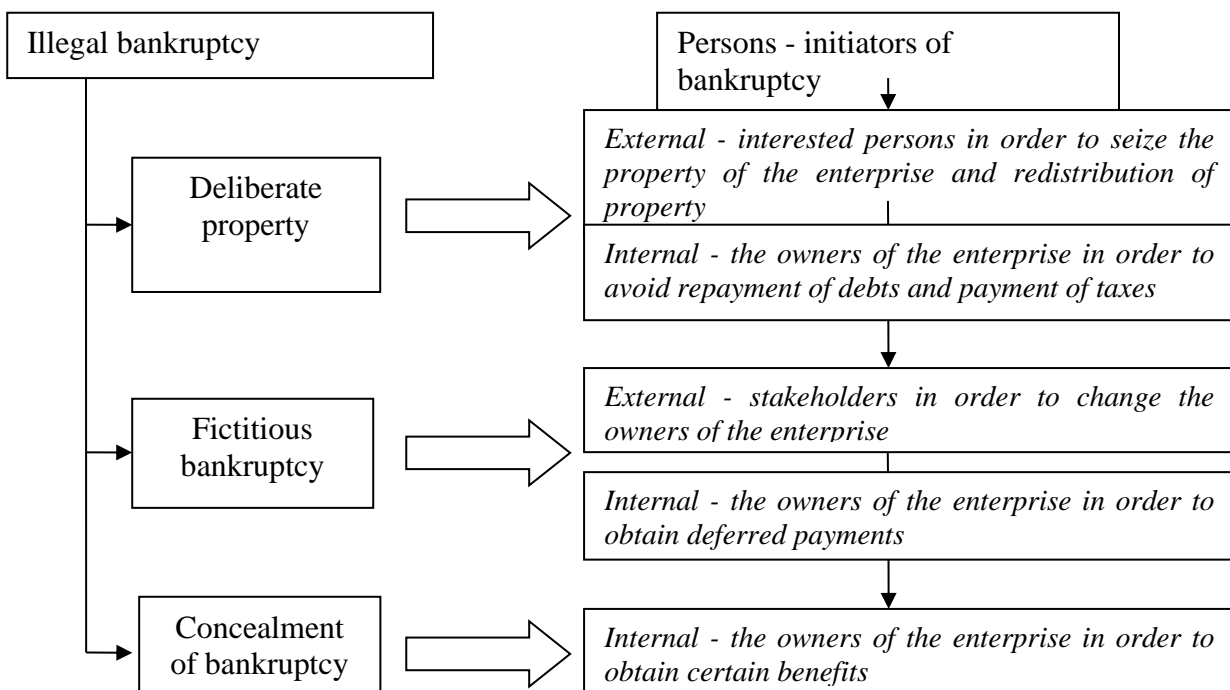 Illegal bankruptcy
Persons - initiators of
bankruptcy
Deliberate
property
External - interested persons in order to seize the
property of the enterprise and redistribution of
property
Internal - the owners of the enterprise in order to
avoid repayment of debts and payment of taxes
Fictitious
bankruptcy
External - stakeholders in order to change the
owners of the enterprise
Internal - the owners of the enterprise in order to
obtain deferred payments
Concealment
of bankruptcy
Internal - the owners of the enterprise in order to
obtain certain benefits